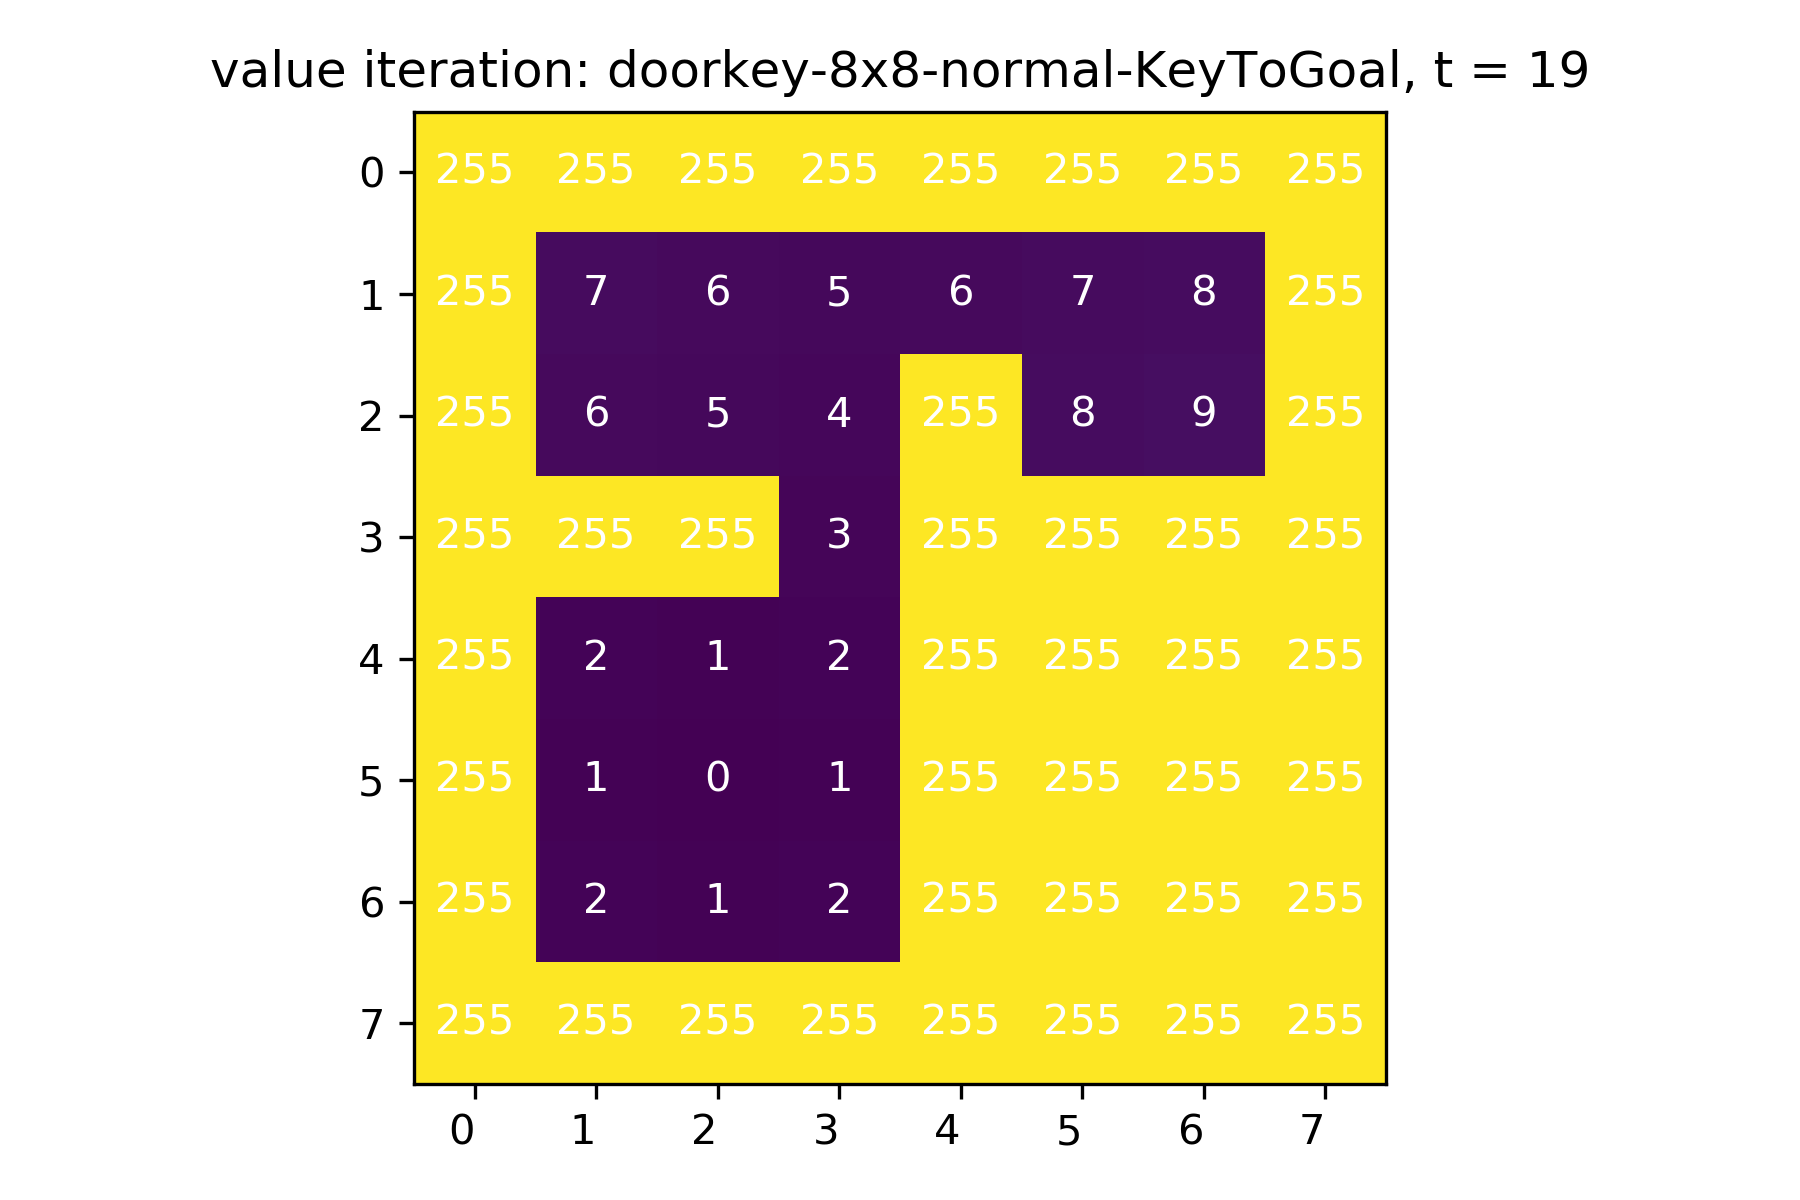 value iteration: doorkey-8x8-normal-KeyToGoal, t = 19
0 255 255 255 255 255 255 255 255
1 255 7 6 5 6 7 8 255
2 255 6 5 4 255 8 9 255
3 255 255 255 3 255 255 255 255
4 255 2 1 2 255 255 255 255
5 255 1 0 1 255 255 255 255
6 255 2 1 2 255 255 255 255
7 255 255 255 255 255 255 255 255
0 1 2 3 4 5 6 7